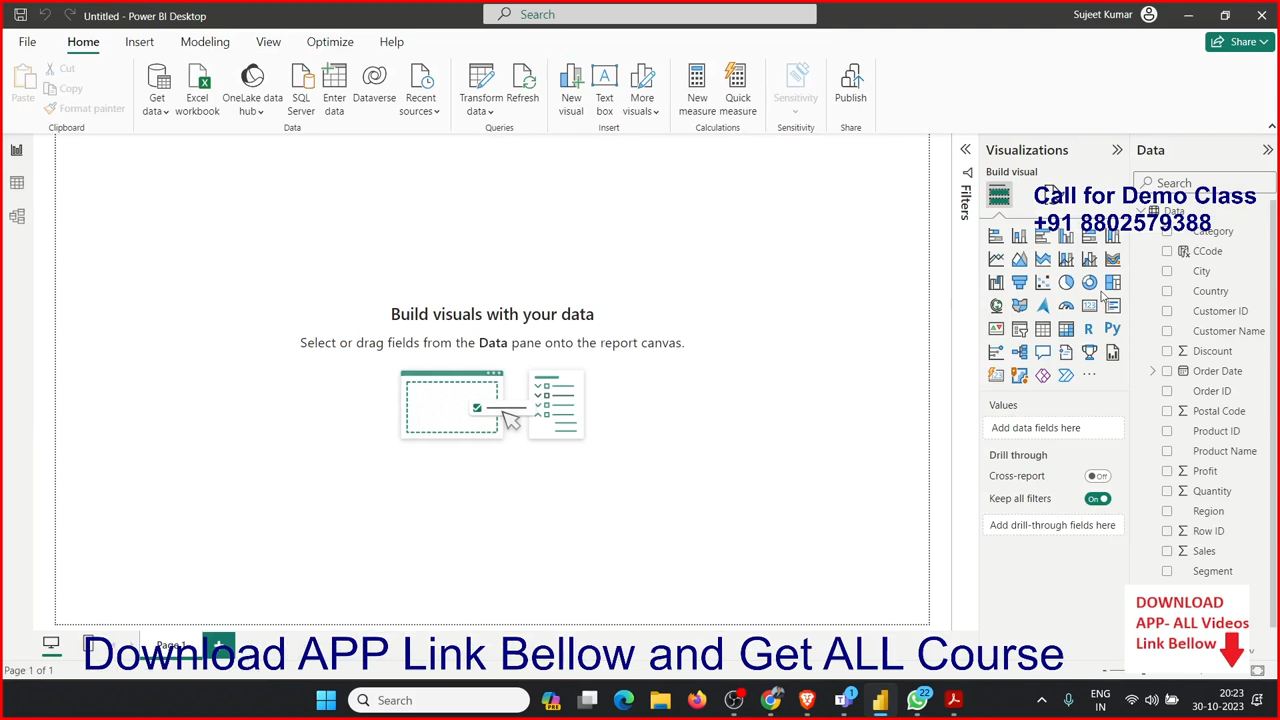 Untitled - Power BI Desktop
Search
Sujeet Kumar
File Home Insert Modeling View Optimize Help
Share
Paste
Cut
Copy
Format painter
Get data
Excel workbook
OneLake data hub
SQL Server
Enter data
Dataverse
Recent sources
Transform data
Refresh
New visual
Text box
More visuals
New measure
Quick measure
Sensitivity
Publish
Clipboard
Data
Queries
Insert
Calculations
Sensitivity
Share
Build visuals with your data
Select or drag fields from the Data pane onto the report canvas.
Filters
Visualizations
Build visual
123
R
Py
Values
Add data fields here
Drill through
Cross-report
Off
Keep all filters
On
Add drill-through fields here
Data
Search
Call for Demo Class
+91 8802579388
Data
Category
CCode
City
Country
Customer ID
Customer Name
Discount
Order Date
Order ID
Postal Code
Product ID
Product Name
Profit
Quantity
Region
Row ID
Sales
Segment
DOWNLOAD
APP- ALL Videos
Link Bellow
Page 1
Download APP Link Bellow and Get ALL Course
Page 1 of 1
Search
PRE
1
22
ENG
IN
20:23
30-10-2023